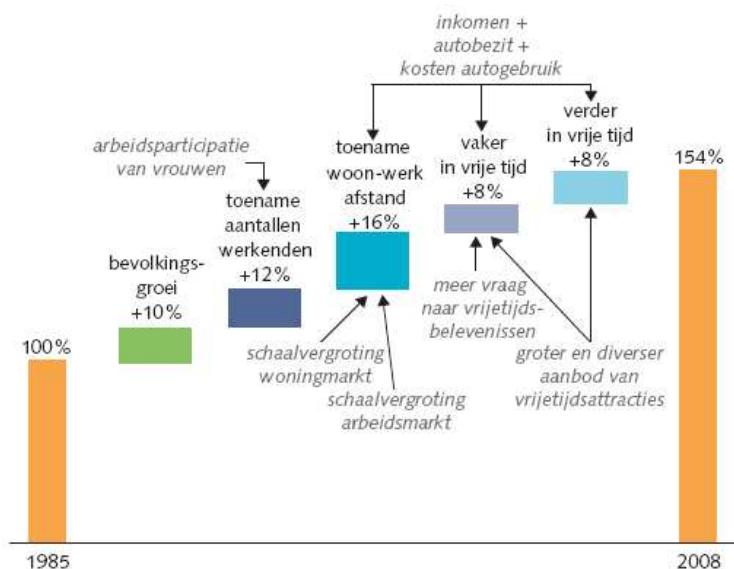 inkomen +
autobezit +
kosten autogebruik
arbeidsparticipatie
van vrouwen
100%
bevolkings-
groei
+10%
toename
aantallen
werkenden
+12%
toename
woon-werk
afstand
+16%
vaker
in vrije tijd
+8%
verder
in vrije tijd
+8%
154%
schaalvergroting
woningmarkt
schaalvergroting
arbeidsmarkt
meer vraag
naar vrijetijds-
belevenissen
groter en diverser
aanbod van
vrijetijdsattracties
1985
2008